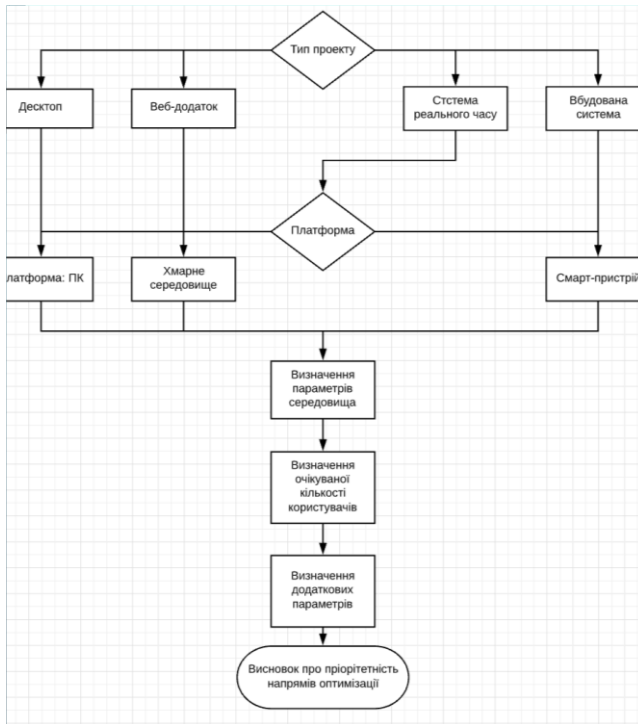 Тип проекту
Десктоп
Веб-додаток
Стстема
реального часу
Вбудована
система
Платформа
латформа: ПК
Хмарне
середовище
Смарт-пристрій
Визначення
параметрів
середовища
Визначення
очікуваної
кількості
користувачів
Визначення
додаткових
параметрів
Висновок про пріорітетність
напрямів оптимізації